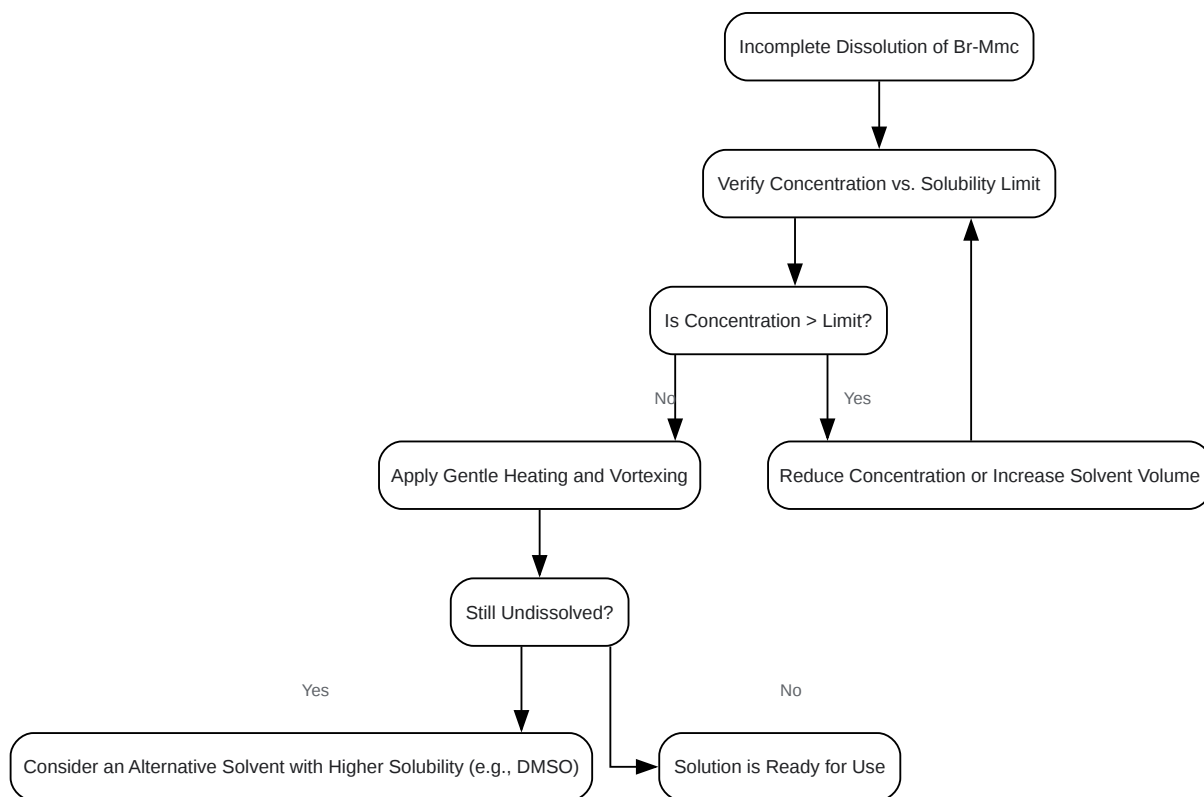 Incomplete Dissolution of Br-Mmc
Verify Concentration vs. Solubility Limit
Is Concentration > Limit?
No
Yes
Apply Gentle Heating and Vortexing
Reduce Concentration or Increase Solvent Volume
Still Undissolved?
Yes
No
Consider an Alternative Solvent with Higher Solubility (e.g., DMSO)
Solution is Ready for Use